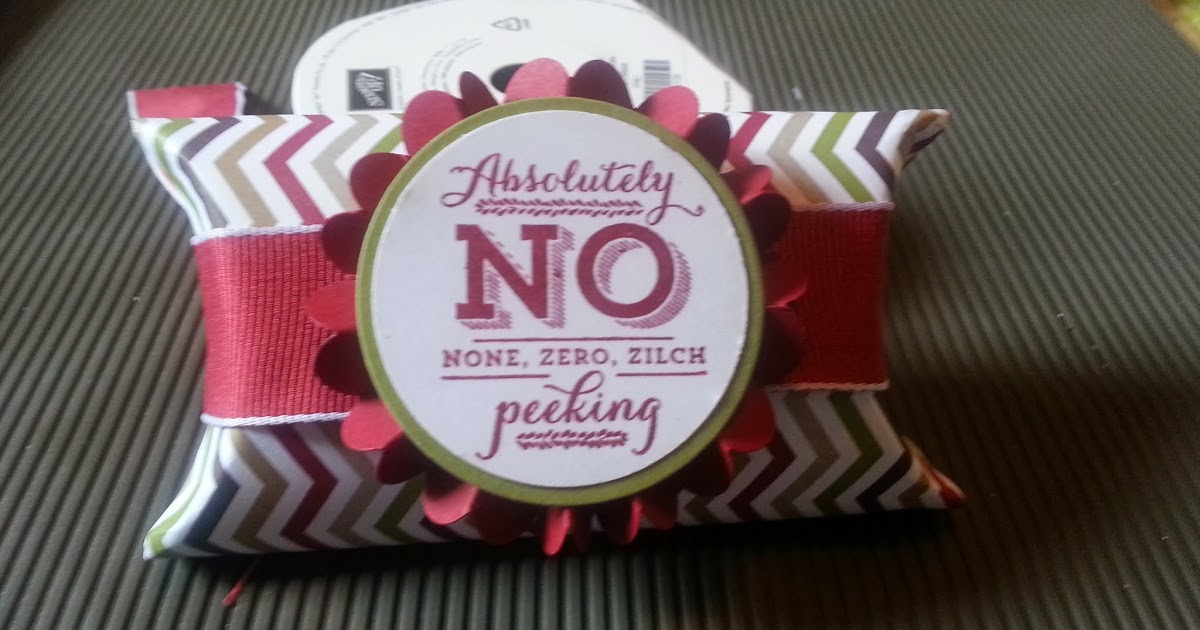 Absolutely
NO
NONE, ZERO, ZILCH
peeking